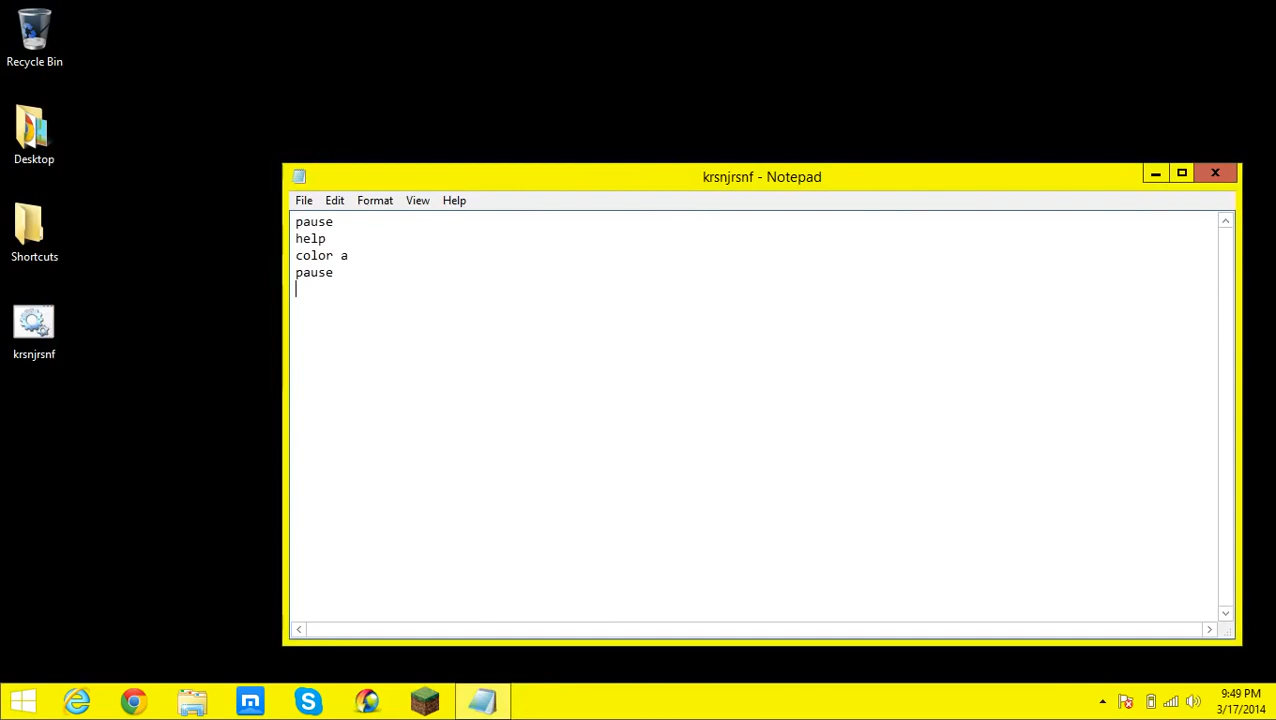 Recycle Bin
Desktop
Shortcuts
krsnjrsnf
krsnjrsnf - Notepad
File Edit Format View Help
pause
help
color a
pause
9:49 PM
3/17/2014